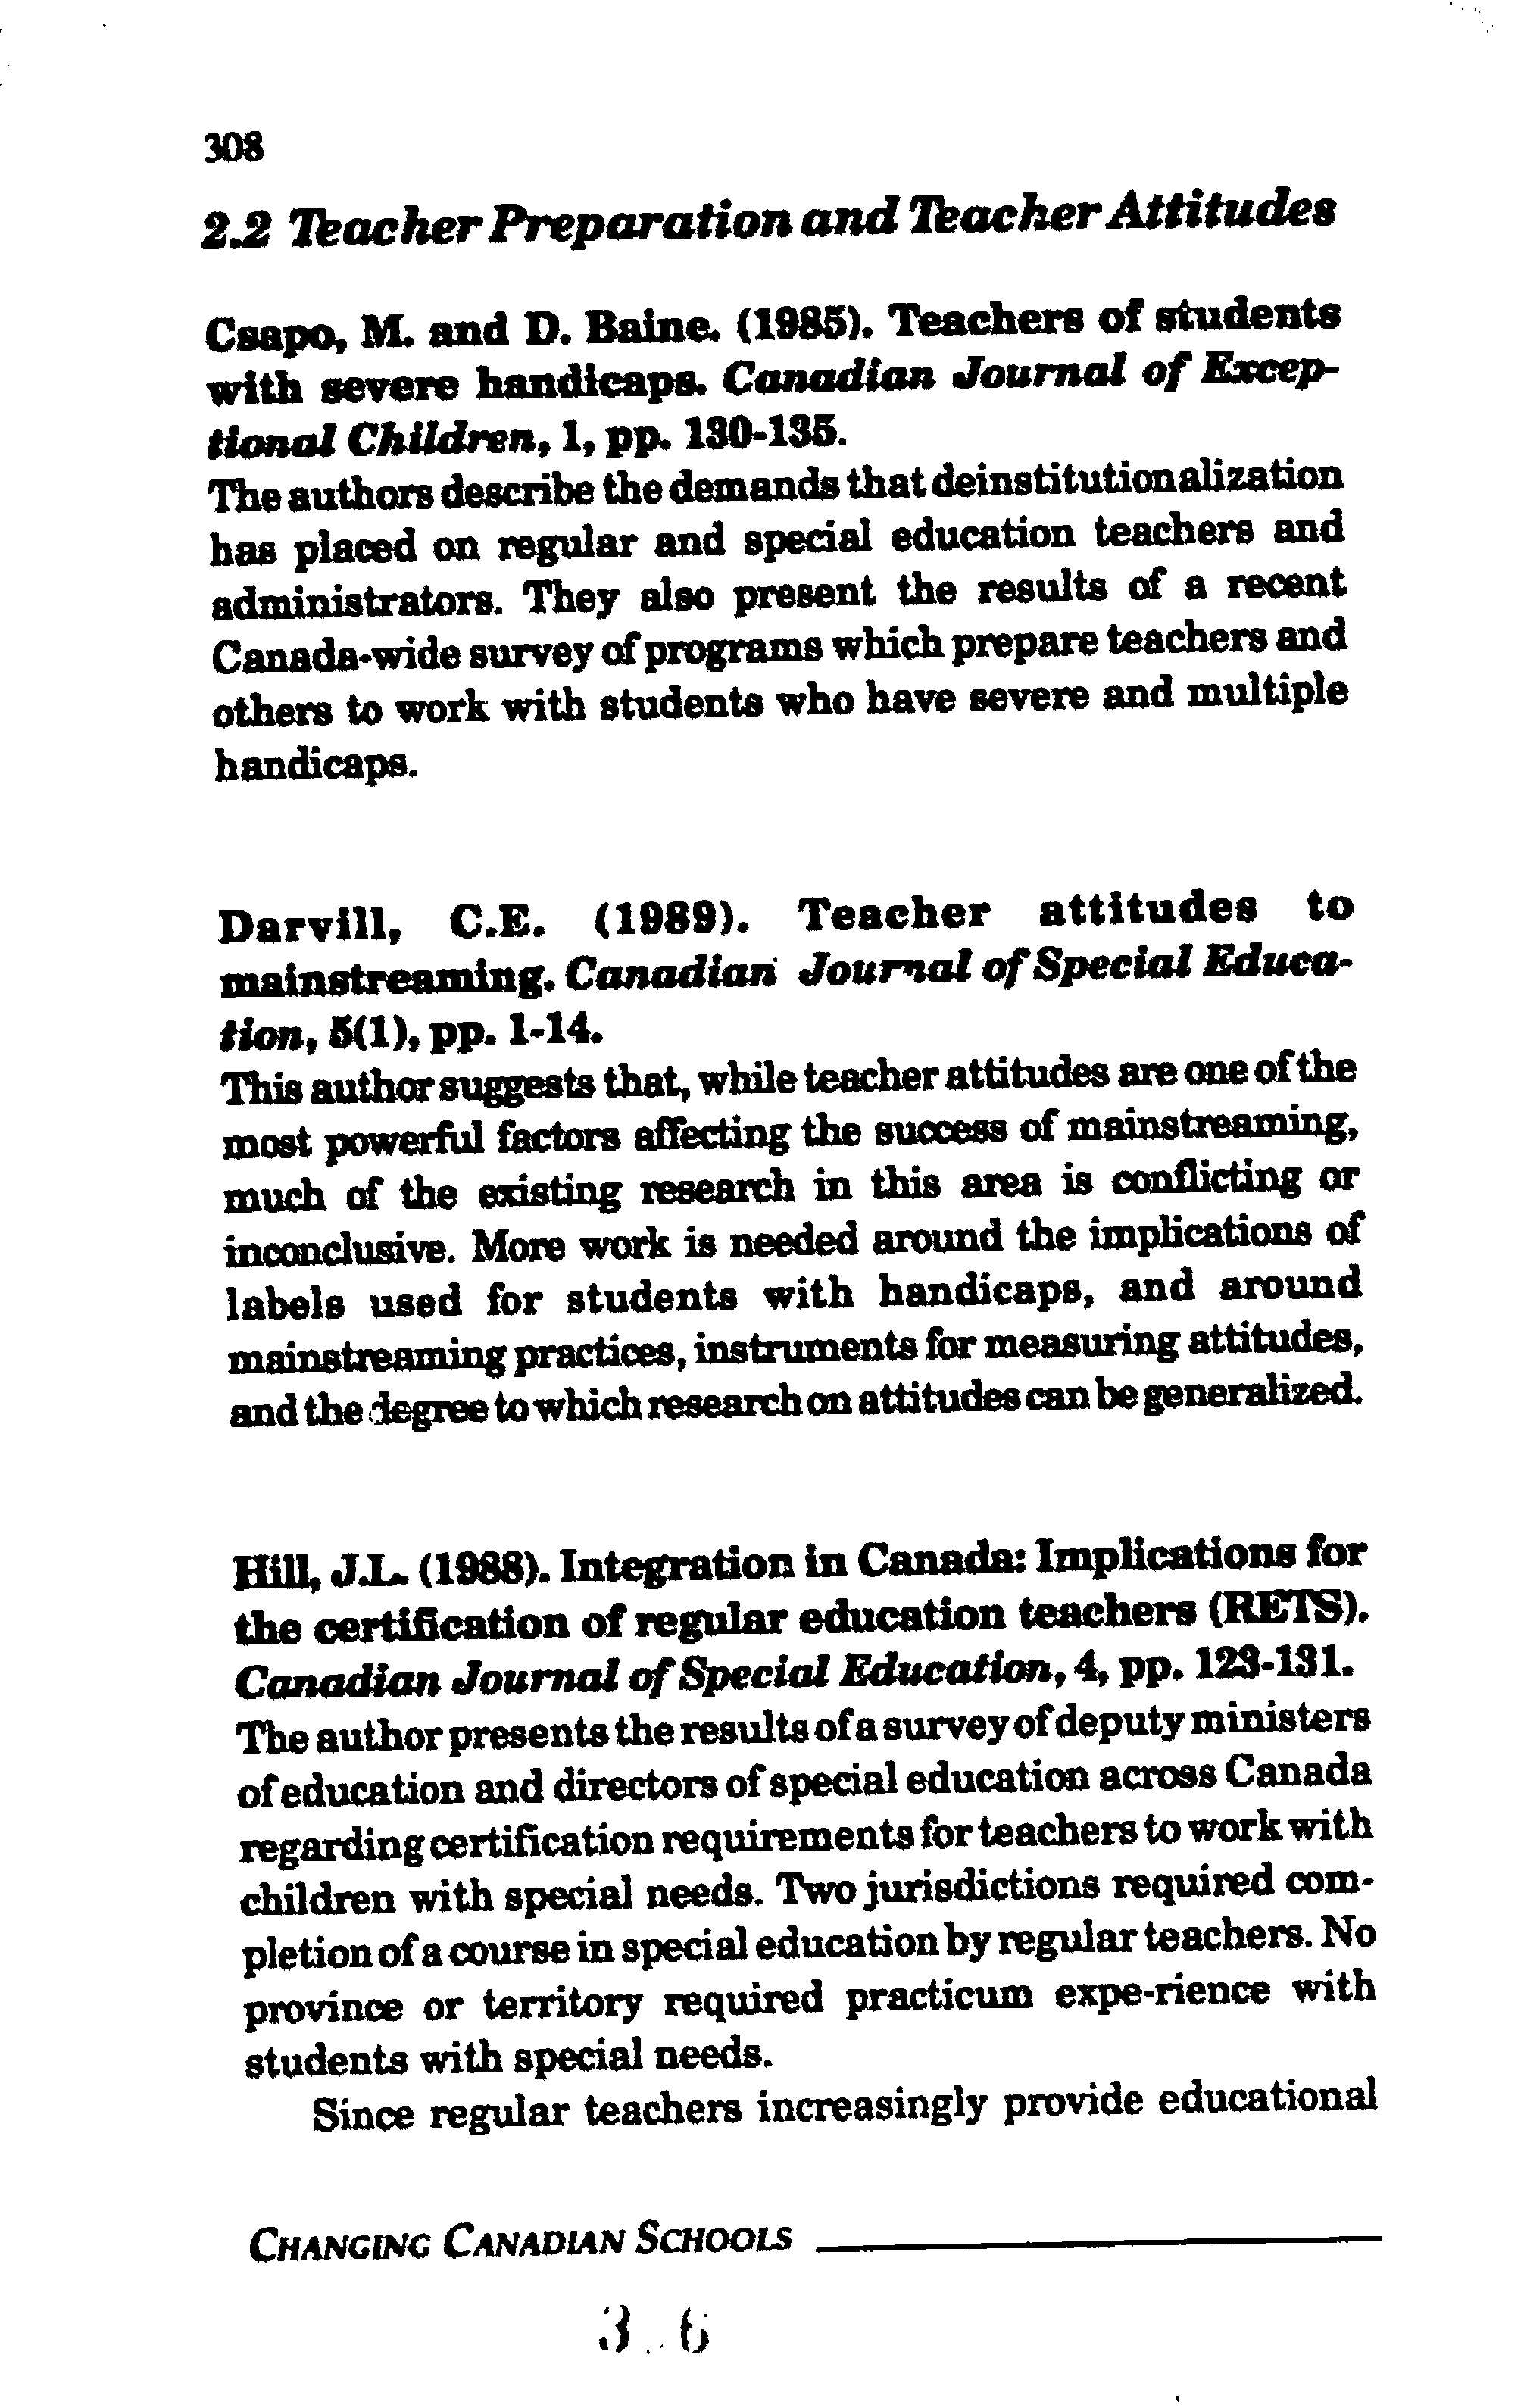 308
2.2 Teacher Preparation and Teacher Attitudes
Csapo, M. and D. Baine. (1985). Teachers of students
with severe handicaps. Canadian Journal of Excep-
tional Children, 1, pp. 130-135.
The authors describe the demands that deinstitutionalization
has placed on regular and special education teachers and
administrators. They also present the results of a recent
Canada-wide survey of programs which prepare teachers and
others to work with students who have severe and multiple
handicaps.
Darvill, C.E. (1989). Teacher attitudes to
mainstreaming. Canadian Journal of Special Educa-
tion, 5(1), pp. 1-14.
This author suggests that, while teacher attitudes are one of the
most powerful factors affecting the success of mainstreaming,
much of the existing research in this area is conflicting or
inconclusive. More work is needed around the implications of
labels used for students with handicaps, and around
mainstreaming practices, instruments for measuring attitudes,
and the degree to which research on attitudes can be generalized.
Hill, J.L. (1988). Integration in Canada: Implications for
the certification of regular education teachers (RETS).
Canadian Journal of Special Education, 4, pp. 123-131.
The author presents the results of a survey of deputy ministers
of education and directors of special education across Canada
regarding certification requirements for teachers to work with
children with special needs. Two jurisdictions required com-
pletion of a course in special education by regular teachers. No
province or territory required practicum expe-rience with
students with special needs.
Since regular teachers increasingly provide educational
CHANGING CANADIAN SCHOOLS